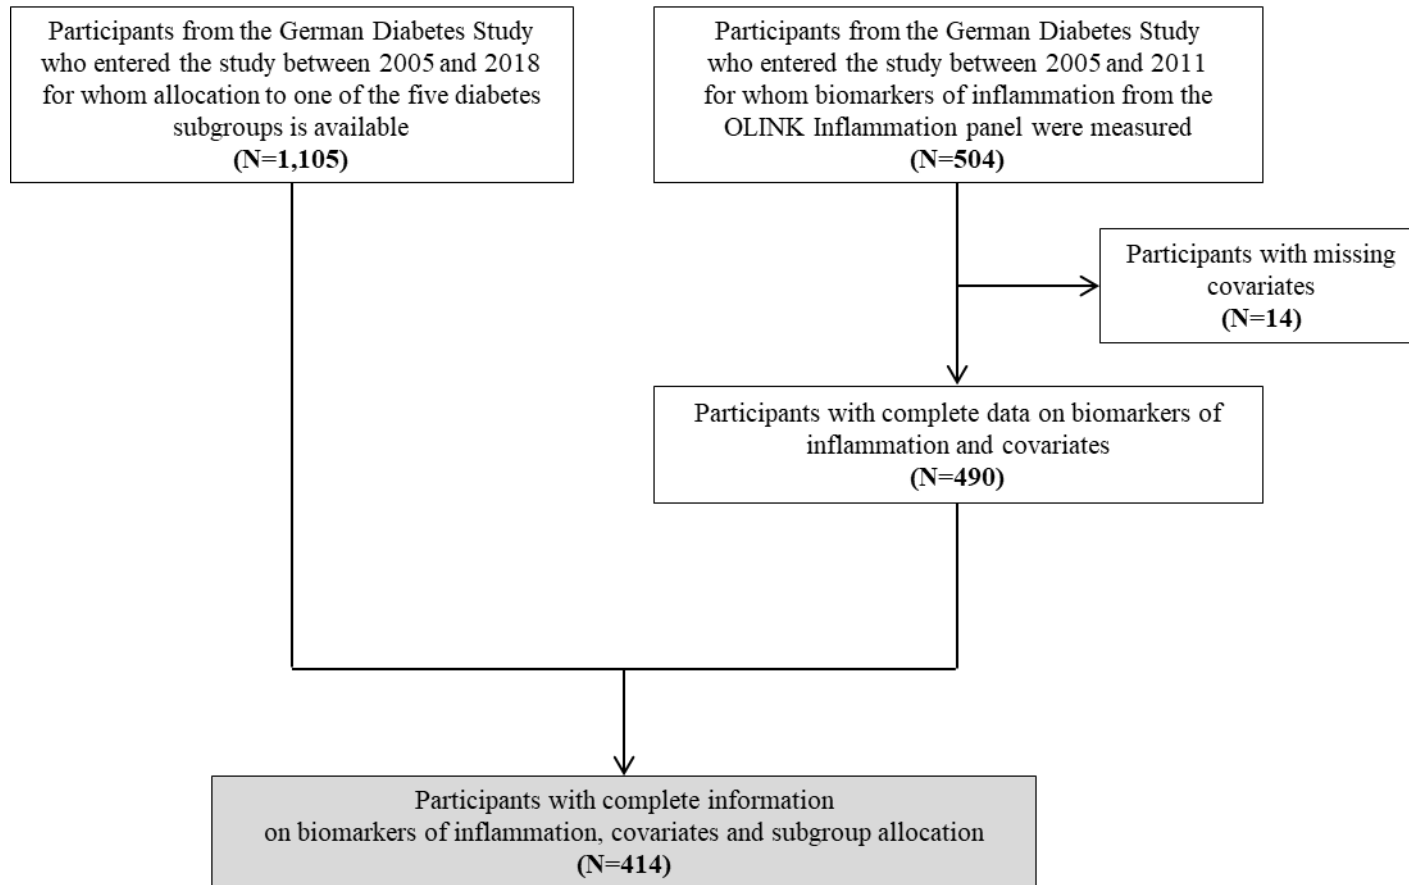 Participants from the German Diabetes Study
who entered the study between 2005 and 2018
for whom allocation to one of the five diabetes
subgroups is available
(N=1,105)
Participants from the German Diabetes Study
who entered the study between 2005 and 2011
for whom biomarkers of inflammation from the
OLINK Inflammation panel were measured
(N=504)
Participants with missing
covariates
(N=14)
Participants with complete data on biomarkers of
inflammation and covariates
(N=490)
Participants with complete information
on biomarkers of inflammation, covariates and subgroup allocation
(N=414)